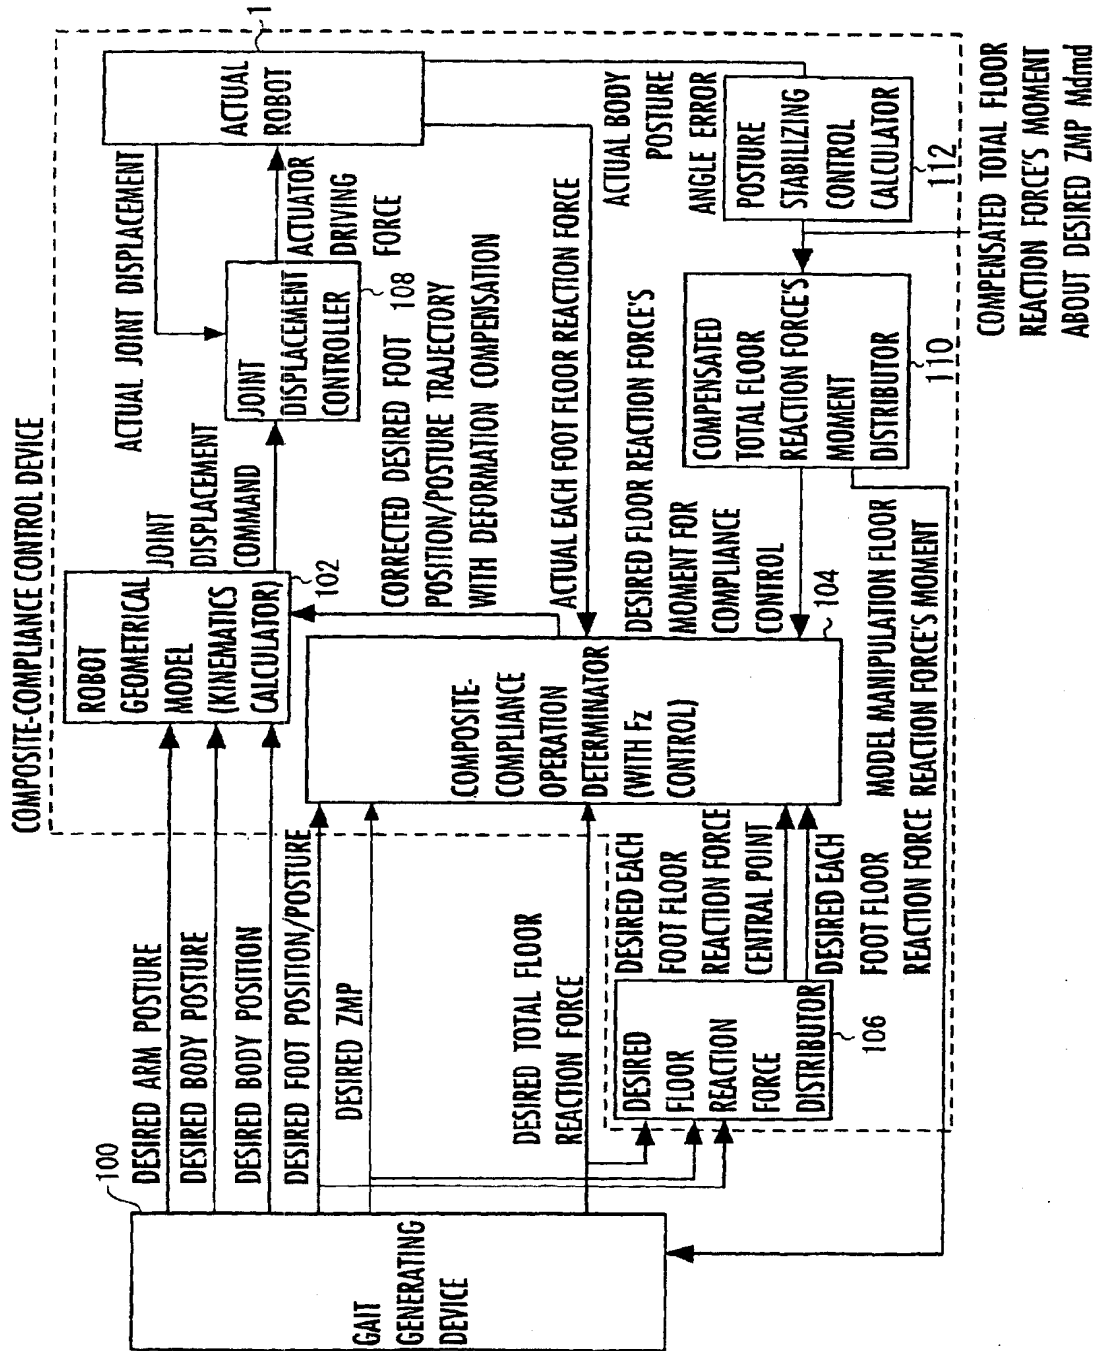 COMPOSITE-COMPLIANCE CONTROL DEVICE
100
GAIT
GENERATING
DEVICE
DESIRED ARM POSTURE
DESIRED BODY POSTURE
DESIRED BODY POSITION
DESIRED FOOT POSITION/POSTURE
DESIRED ZMP
DESIRED TOTAL FLOOR
REACTION FORCE
ROBOT
GEOMETRICAL
MODEL
(KINEMATICS
CALCULATOR)
102
JOINT
DISPLACEMENT
COMMAND
ACTUAL JOINT DISPLACEMENT
JOINT
DISPLACEMENT
CONTROLLER
108
ACTUATOR
DRIVING
FORCE
ACTUAL
ROBOT
1
CORRECTED DESIRED FOOT
POSITION/POSTURE TRAJECTORY
WITH DEFORMATION COMPENSATION
ACTUAL EACH FOOT FLOOR REACTION FORCE
COMPOSITE-
COMPLIANCE
OPERATION
DETERMINATOR
(WITH Fz
CONTROL)
104
DESIRED FLOOR REACTION FORCE'S
MOMENT FOR
COMPLIANCE
CONTROL
DESIRED
FLOOR
REACTION
FORCE
DISTRIBUTOR
106
DESIRED EACH
FOOT FLOOR
REACTION FORCE
CENTRAL POINT
DESIRED EACH
FOOT FLOOR
REACTION FORCE
MODEL MANIPULATION FLOOR
REACTION FORCE'S MOMENT
COMPENSATED
TOTAL FLOOR
REACTION FORCE'S
MOMENT
DISTRIBUTOR
110
ACTUAL BODY
POSTURE
ANGLE ERROR
POSTURE
STABILIZING
CONTROL
CALCULATOR
112
COMPENSATED TOTAL FLOOR
REACTION FORCE'S MOMENT
ABOUT DESIRED ZMP Mdmd